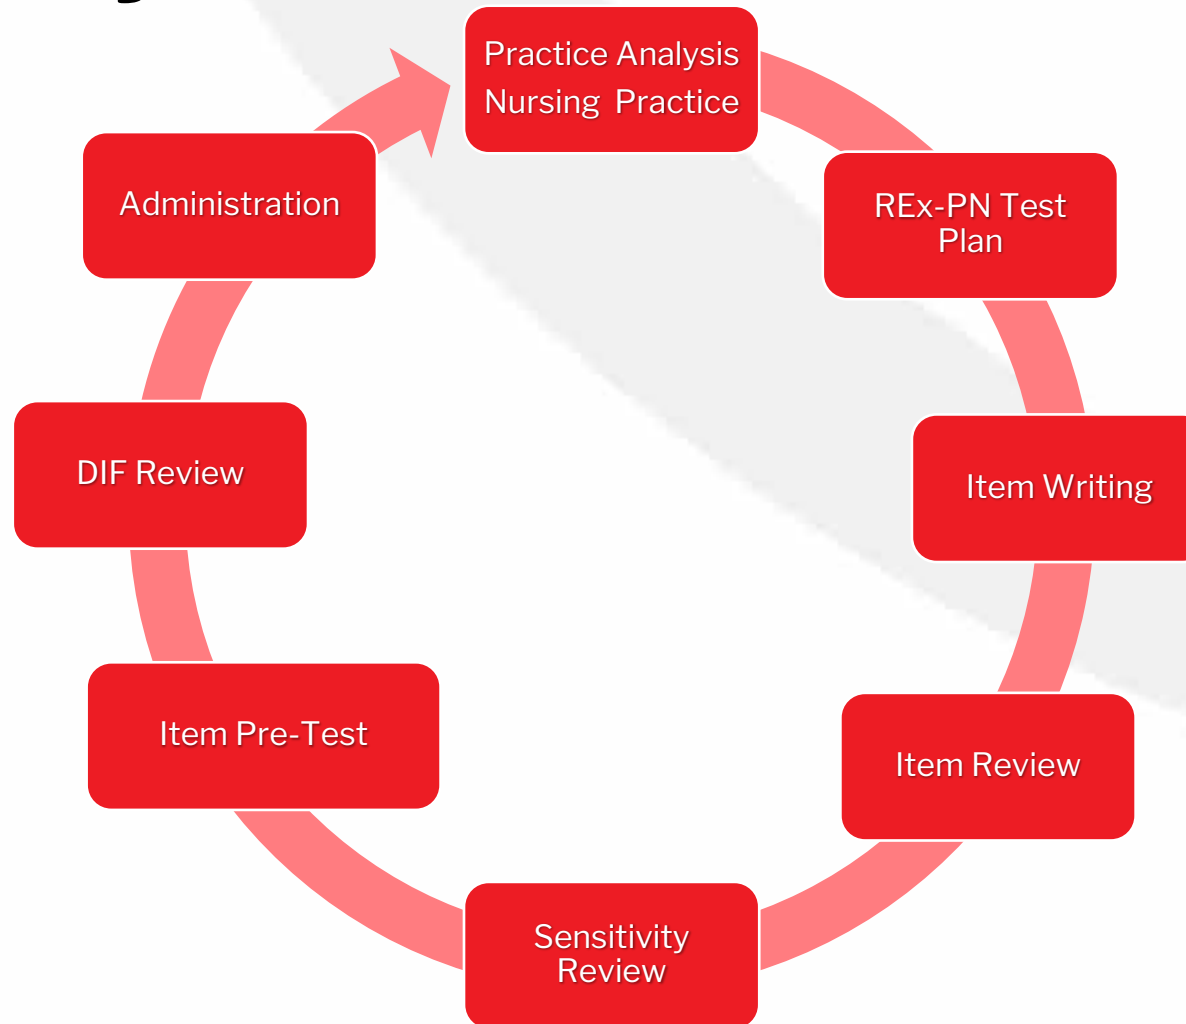 Practice Analysis
Nursing Practice
REx-PN Test
Plan
Item Writing
Item Review
Sensitivity
Review
Item Pre-Test
DIF Review
Administration